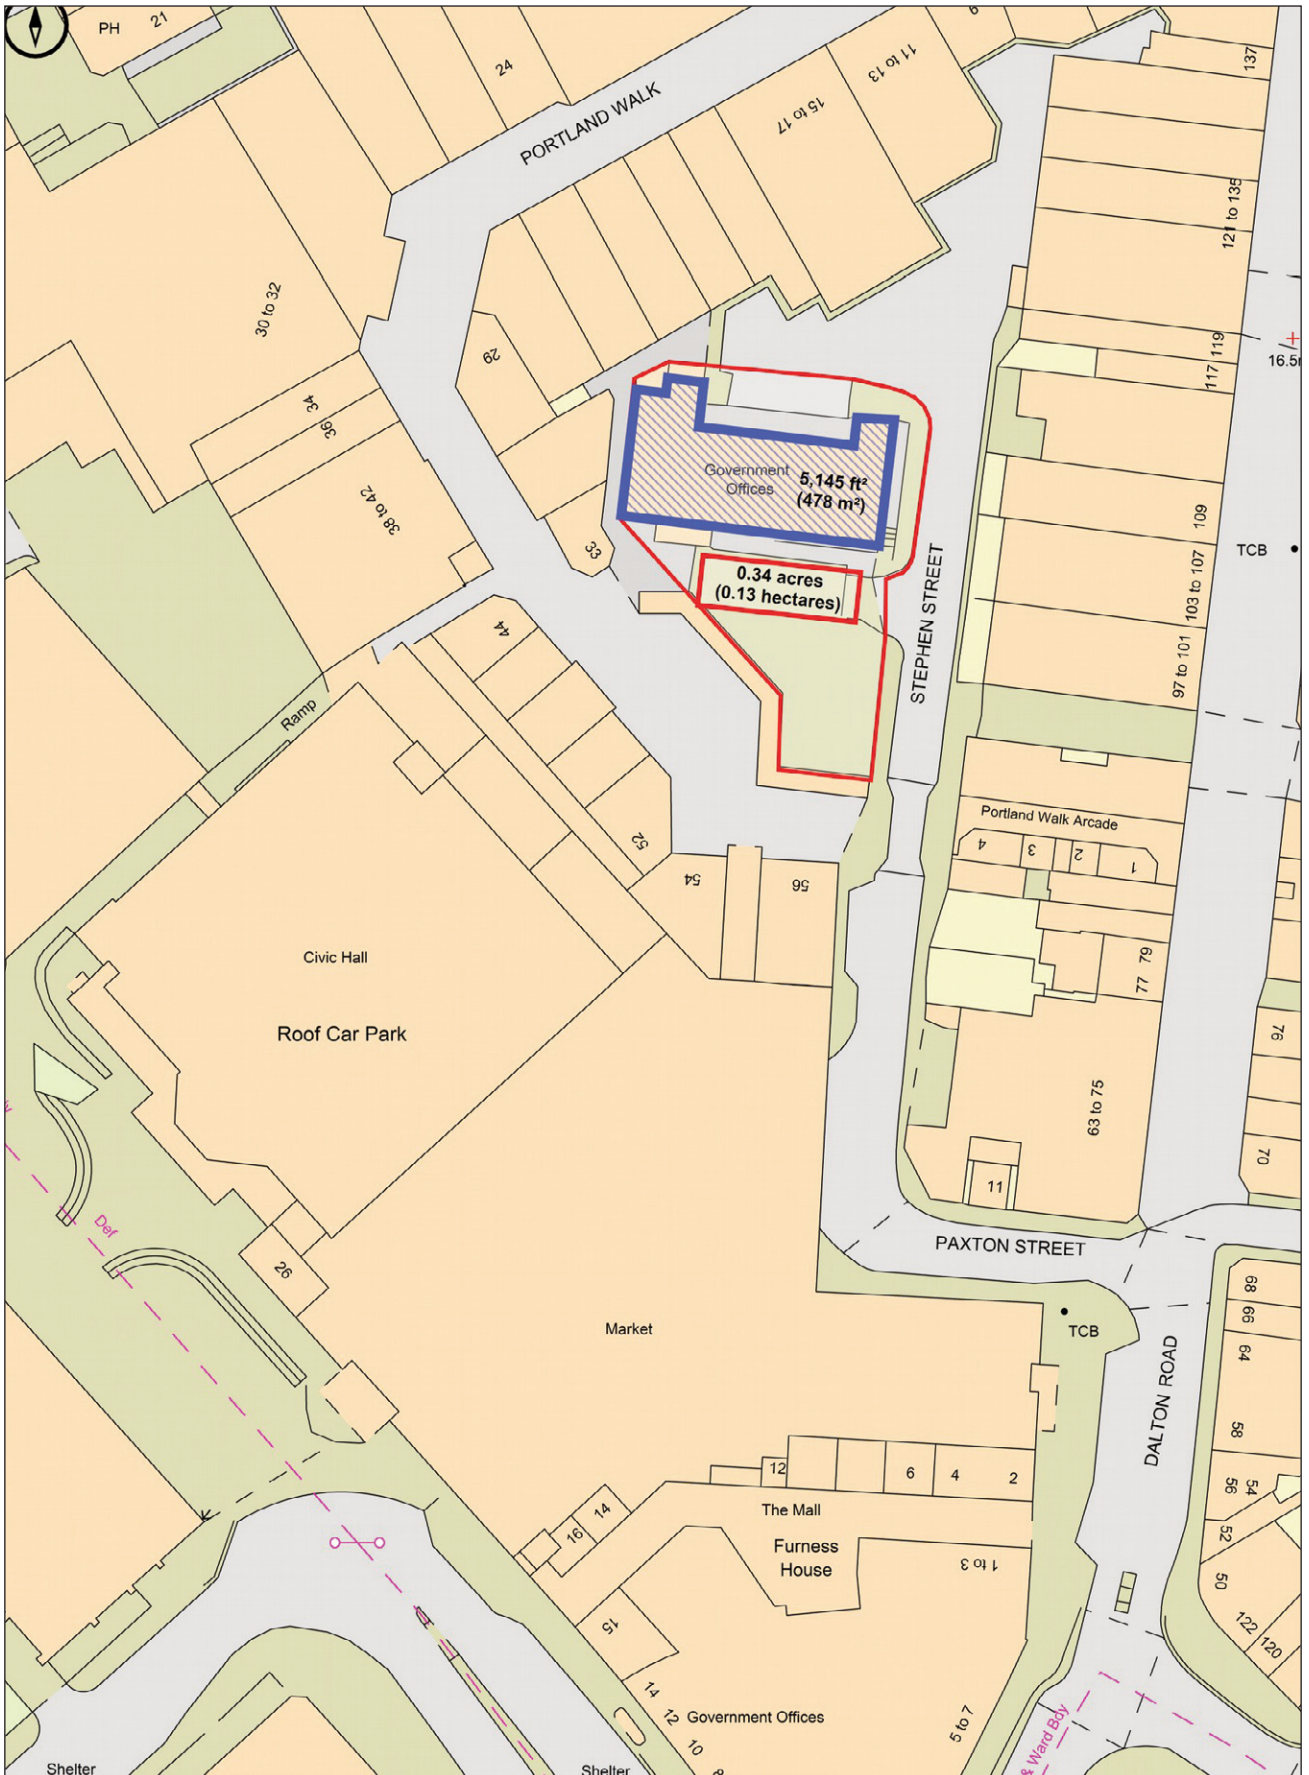 PH
21
24
PORTLAND WALK
15 to 17
11 to 13
9
137
121 to 135
30 to 32
29
119
117
16.5
34
36
38 to 42
33
Government
Offices
5,145 ft²
(478 m²)
0.34 acres
(0.13 hectares)
STEPHEN STREET
109
TCB
103 to 107
97 to 101
44
Ramp
52
54
56
Portland Walk Arcade
4
3
2
1
79
77
76
Civic Hall
Roof Car Park
63 to 75
70
11
Def
26
PAXTON STREET
68
66
64
TCB
Market
DALTON ROAD
58
56
54
52
50
122
120
12
6
4
2
The Mall
14
16
Furness
House
1 to 3
15
14
12
10
Government Offices
5 to 7
& Ward Bdy
Shelter
Shelter